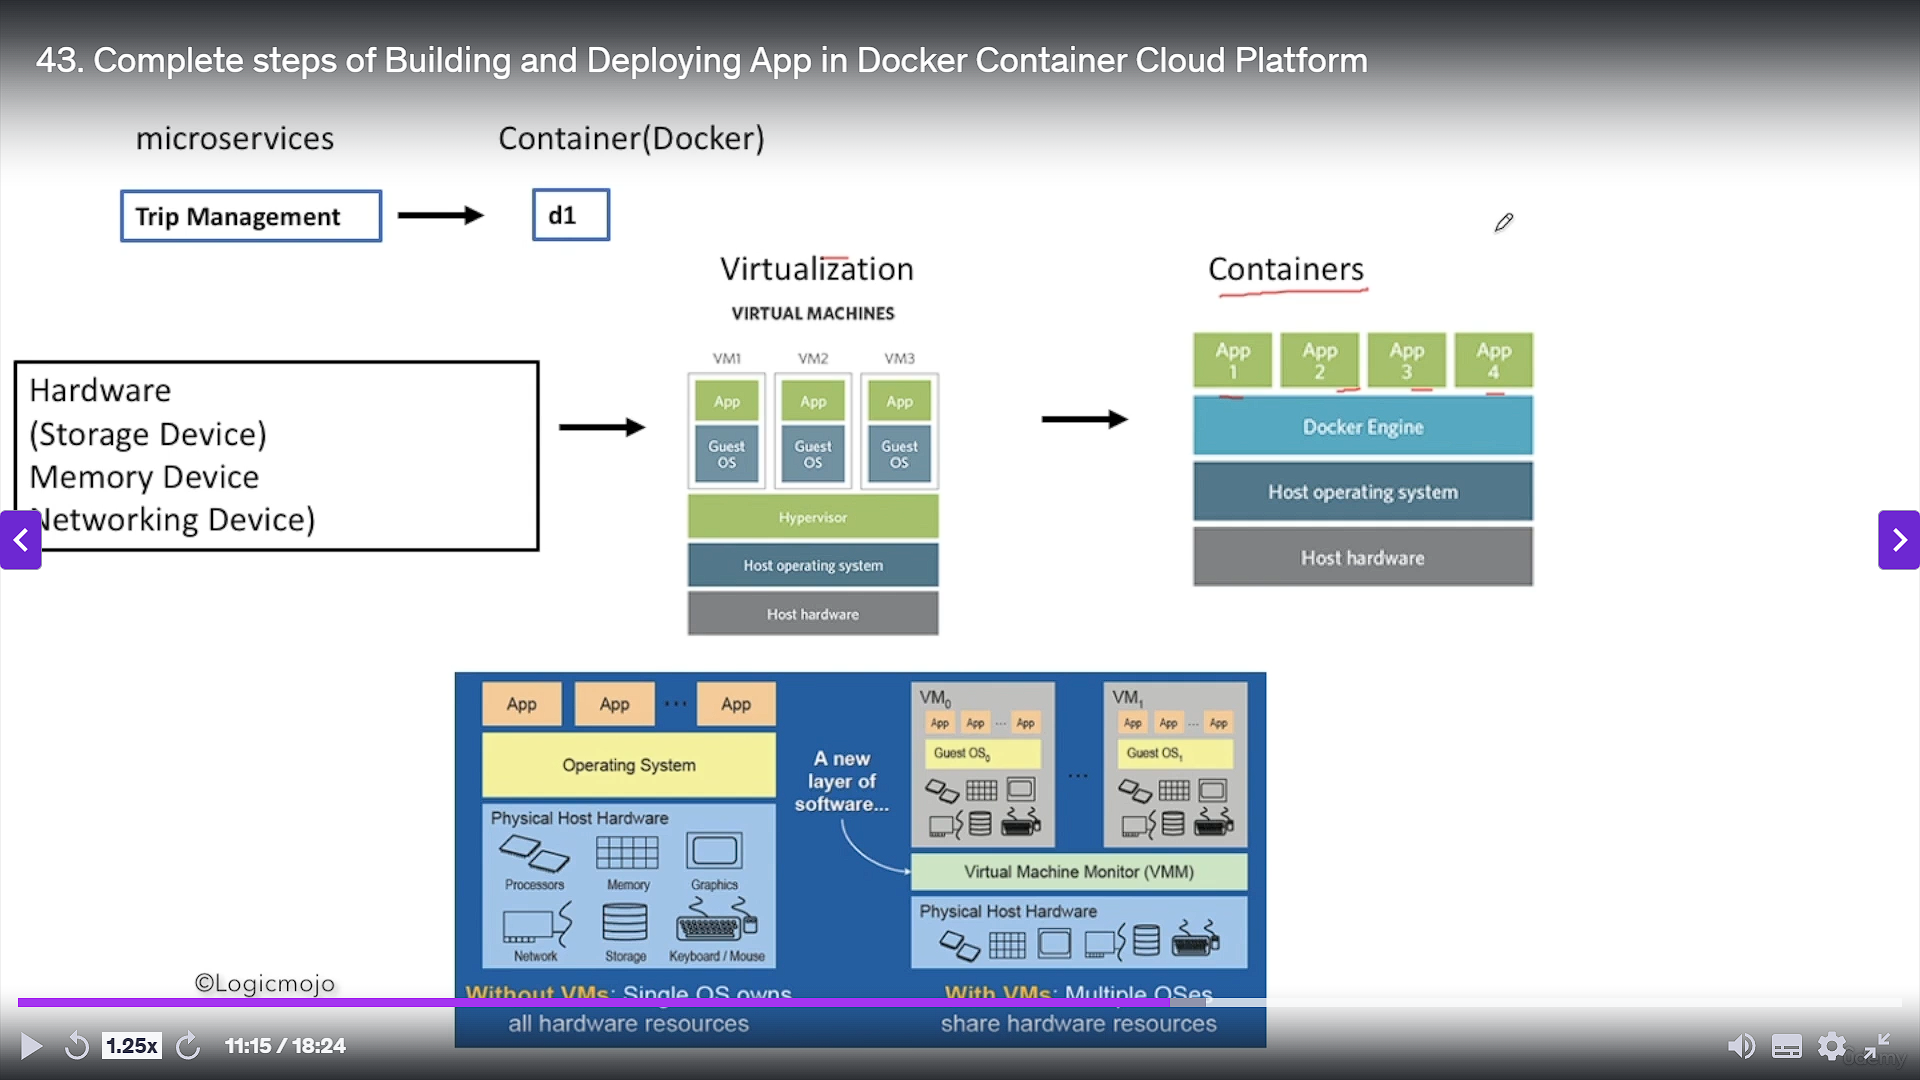 43. Complete steps of Building and Deploying App in Docker Container Cloud Platform
microservices
Container(Docker)
Trip Management
d1
Virtualization
VIRTUAL MACHINES
VM1 VM2 VM3
App App App
Guest OS Guest OS Guest OS
Hypervisor
Host operating system
Host hardware
Containers
App 1 App 2 App 3 App 4
Docker Engine
Host operating system
Host hardware
Hardware
(Storage Device)
Memory Device
Networking Device)
App App ... App
Operating System
Physical Host Hardware
Processors Memory Graphics
Network Storage Keyboard / Mouse
Without VMs: Single OS owns
all hardware resources
A new
layer of
software...
VM0
App App ... App
Guest OS0
...
VM1
App App ... App
Guest OS1
Virtual Machine Monitor (VMM)
Physical Host Hardware
With VMs: Multiple OSes
share hardware resources
©Logicmojo
1.25x
11:15 / 18:24
Udemy